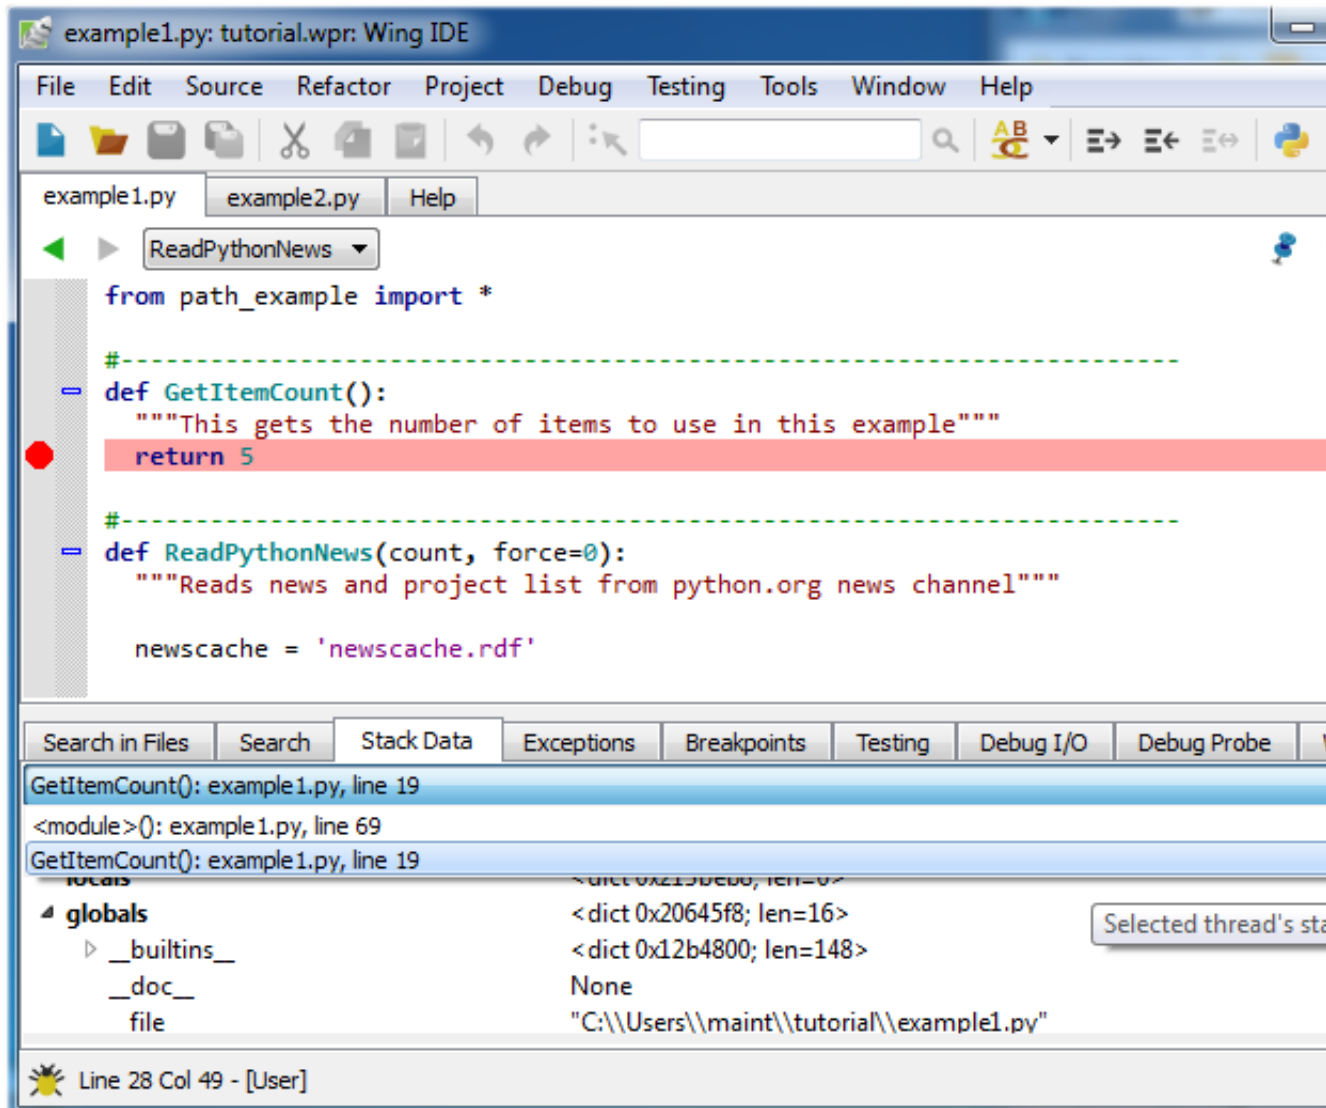 example1.py: tutorial.wpr: Wing IDE
File Edit Source Refactor Project Debug Testing Tools Window Help
example1.py example2.py Help
ReadPythonNews
from path_example import *
#-----------------------------------------------------------------------
def GetItemCount():
"""This gets the number of items to use in this example"""
return 5
#-----------------------------------------------------------------------
def ReadPythonNews(count, force=0):
"""Reads news and project list from python.org news channel"""
newscache = 'newscache.rdf'
Search in Files Search Stack Data Exceptions Breakpoints Testing Debug I/O Debug Probe
GetItemCount(): example1.py, line 19
<module>(): example1.py, line 69
GetItemCount(): example1.py, line 19
locals
globals <dict 0x20645f8; len=16>
__builtins__ <dict 0x12b4800; len=148>
__doc__ None
file "C:\\Users\\maint\\tutorial\\example1.py"
Selected thread's sta
Line 28 Col 49 - [User]